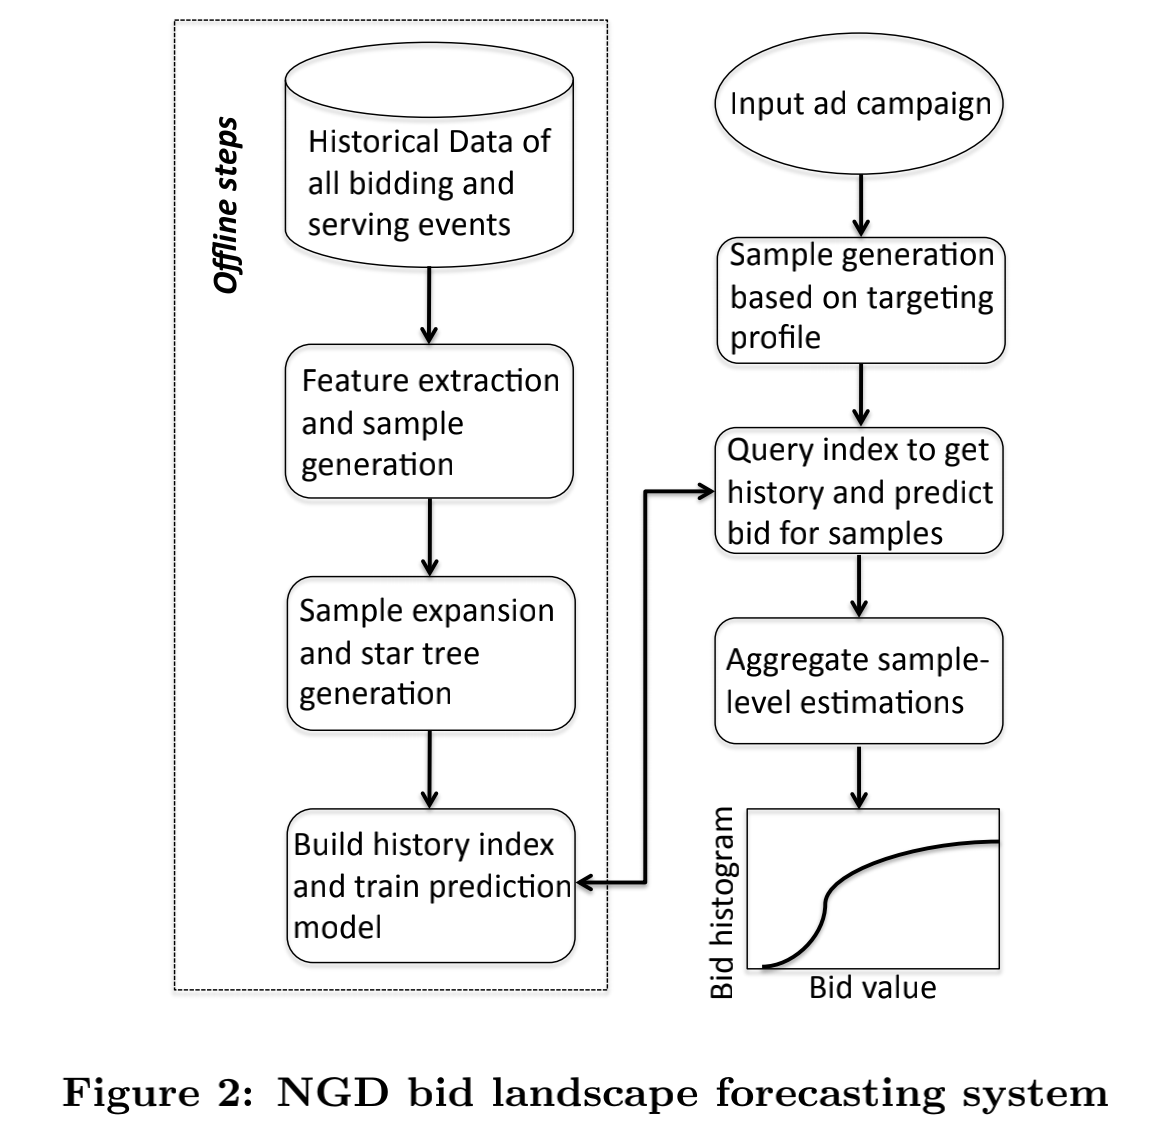 Offline steps
Historical Data of
all bidding and
serving events
Feature extraction
and sample
generation
Sample expansion
and star tree
generation
Build history index
and train prediction
model
Input ad campaign
Sample generation
based on targeting
profile
Query index to get
history and predict
bid for samples
Aggregate sample-
level estimations
Bid histogram
Bid value
Figure 2: NGD bid landscape forecasting system